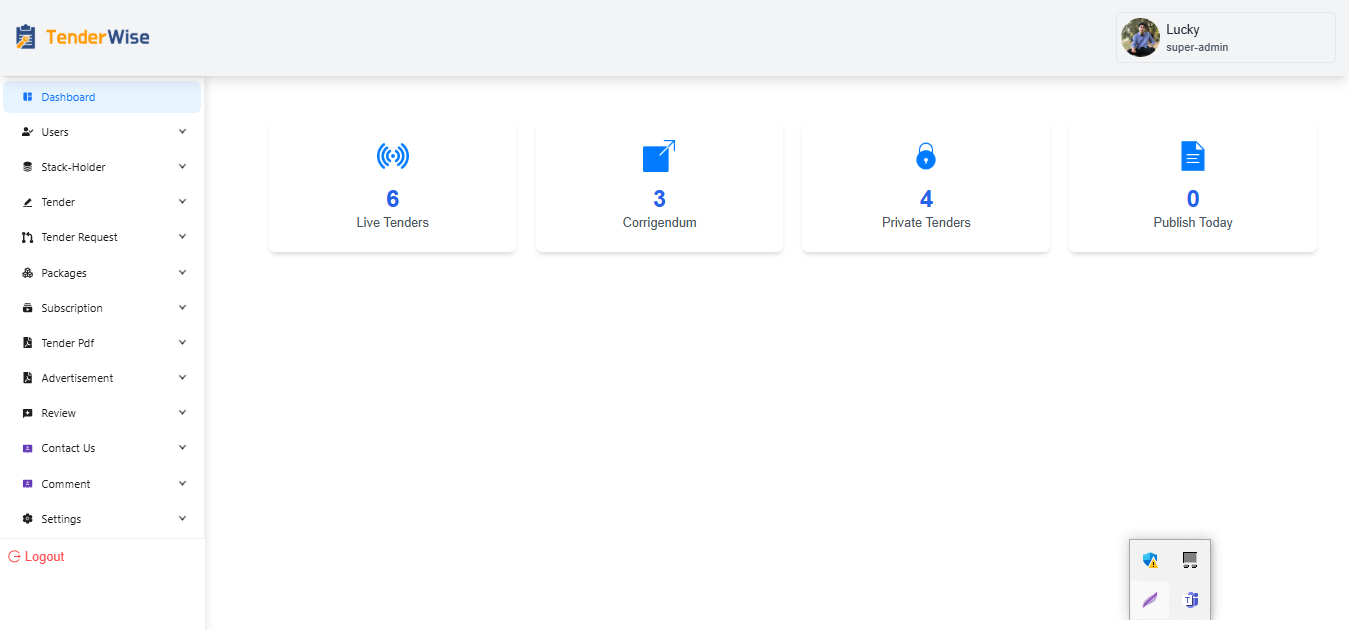 TenderWise
Lucky
super-admin
Dashboard
Users
Stack-Holder
Tender
Tender Request
Packages
Subscription
Tender Pdf
Advertisement
Review
Contact Us
Comment
Settings
Logout
6
Live Tenders
3
Corrigendum
4
Private Tenders
0
Publish Today
T